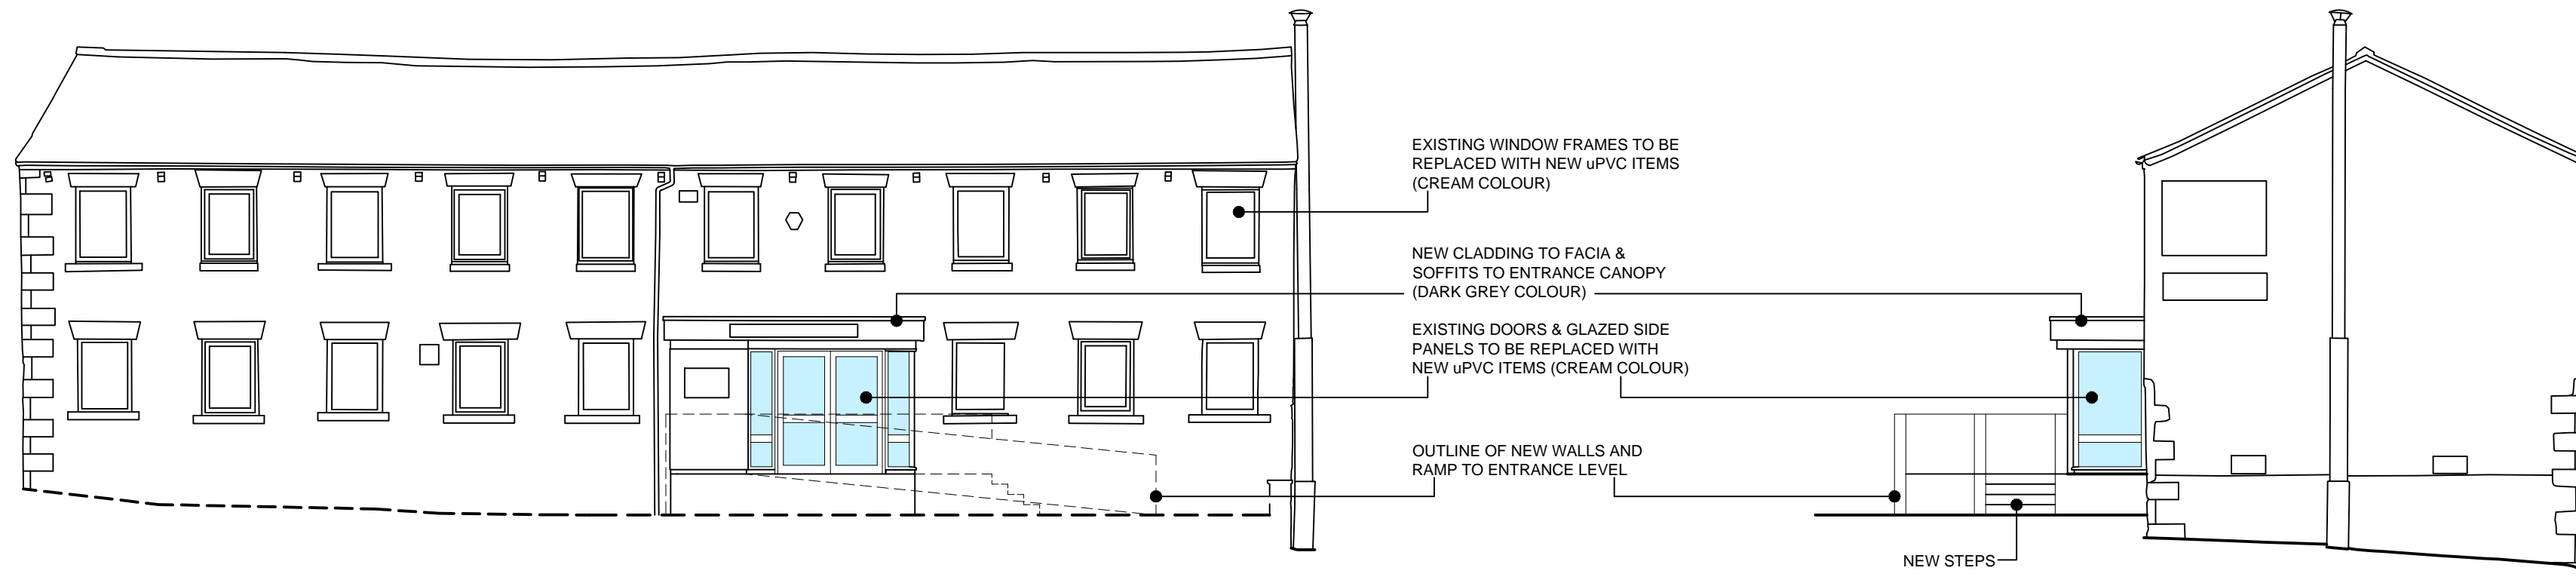 EXISTING WINDOW FRAMES TO BE
REPLACED WITH NEW uPVC ITEMS
(CREAM COLOUR)
NEW CLADDING TO FACIA &
SOFFITS TO ENTRANCE CANOPY
(DARK GREY COLOUR)
EXISTING DOORS & GLAZED SIDE
PANELS TO BE REPLACED WITH
NEW uPVC ITEMS (CREAM COLOUR)
OUTLINE OF NEW WALLS AND
RAMP TO ENTRANCE LEVEL
NEW STEPS